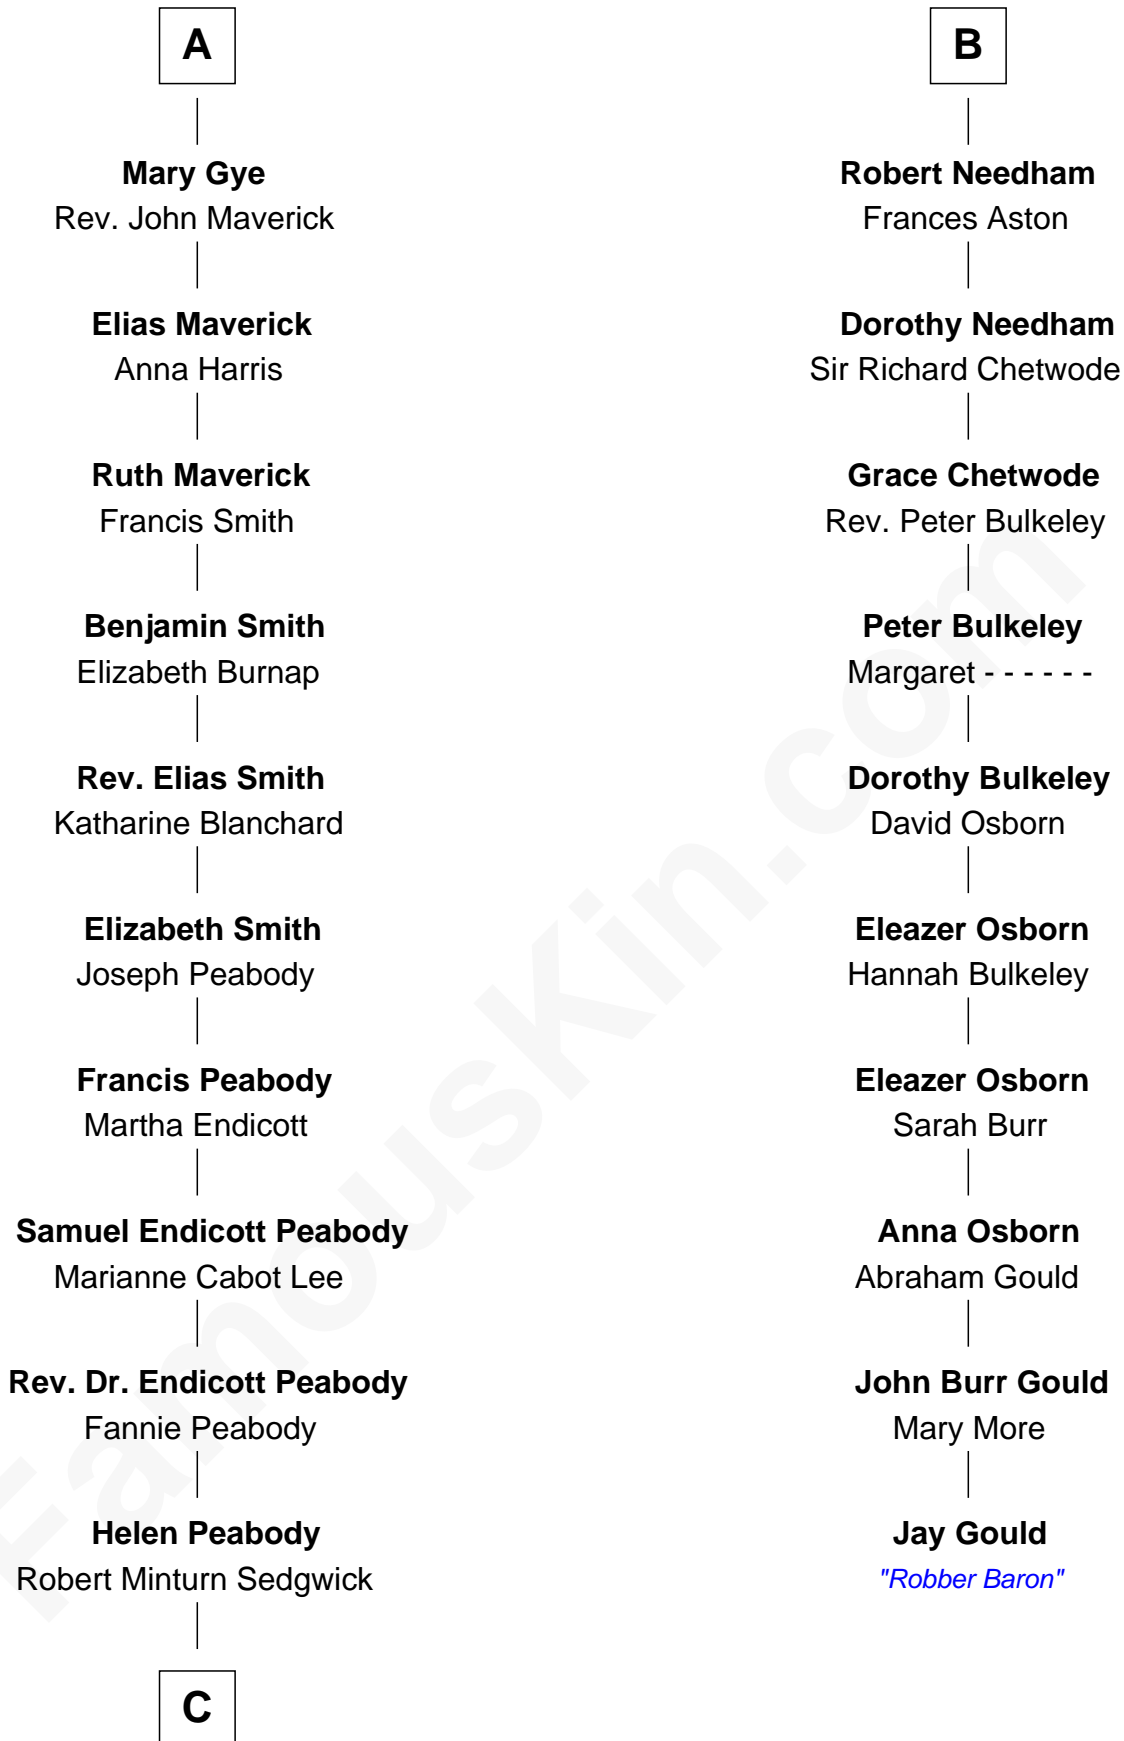 A
Mary Gye
Rev. John Maverick
Elias Maverick
Anna Harris
Ruth Maverick
Francis Smith
Benjamin Smith
Elizabeth Burnap
Rev. Elias Smith
Katharine Blanchard
Elizabeth Smith
Joseph Peabody
Francis Peabody
Martha Endicott
Samuel Endicott Peabody
Marianne Cabot Lee
Rev. Dr. Endicott Peabody
Fannie Peabody
Helen Peabody
Robert Minturn Sedgwick
C
B
Robert Needham
Frances Aston
Dorothy Needham
Sir Richard Chetwode
Grace Chetwode
Rev. Peter Bulkeley
Peter Bulkeley
Margaret - - - - - -
Dorothy Bulkeley
David Osborn
Eleazer Osborn
Hannah Bulkeley
Eleazer Osborn
Sarah Burr
Anna Osborn
Abraham Gould
John Burr Gould
Mary More
Jay Gould
"Robber Baron"
FamousKin.com